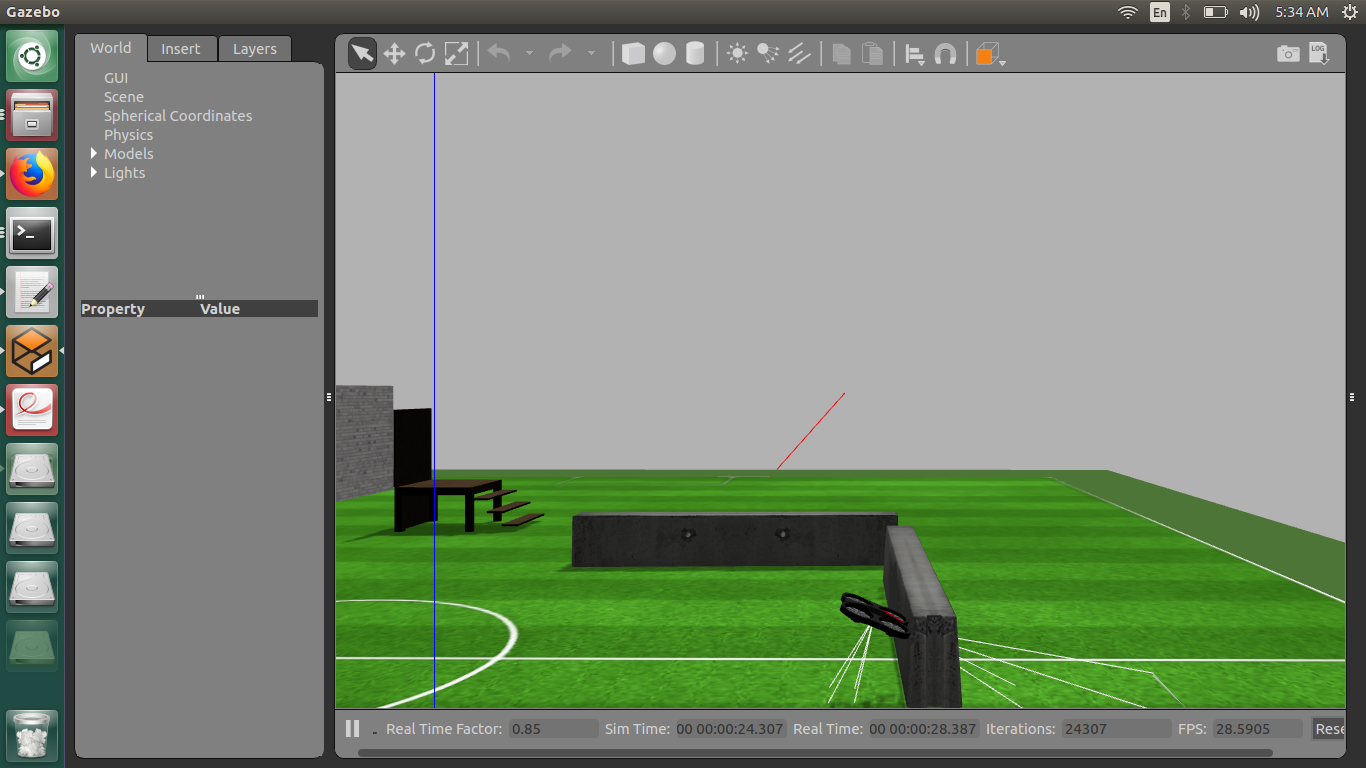 Gazebo
En
5:34 AM
World
Insert
Layers
LOG
GUI
Scene
Spherical Coordinates
Physics
Models
Lights
Property
Value
Real Time Factor: 0.85 Sim Time: 00 00:00:24.307 Real Time: 00 00:00:28.387 Iterations: 24307 FPS: 28.5905 Rese